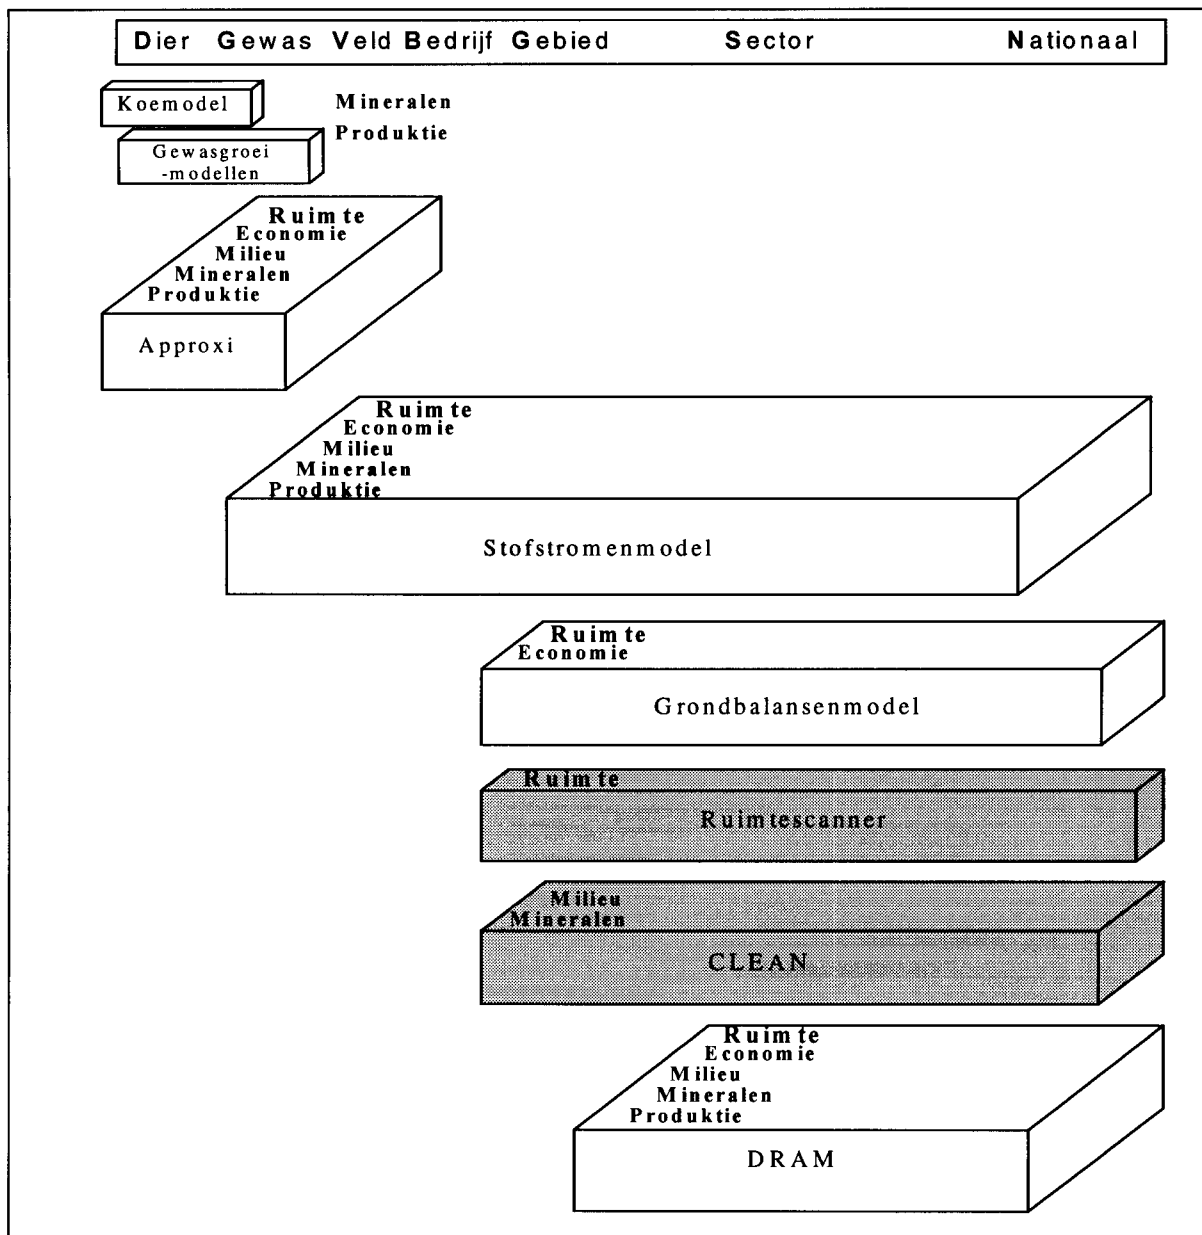 Dier Gewas Veld Bedrijf Gebied Sector Nationaal
Koemodel
Mineralen
Produktie
Gewasgroei
-modellen
Ruimte
Economie
Milieu
Mineralen
Produktie
Approxi
Ruimte
Economie
Milieu
Mineralen
Produktie
Stofstromenmodel
Ruimte
Economie
Grondbalansenmodel
Ruimte
Ruimtescanner
Milieu
Mineralen
CLEAN
Ruimte
Economie
Milieu
Mineralen
Produktie
DRAM